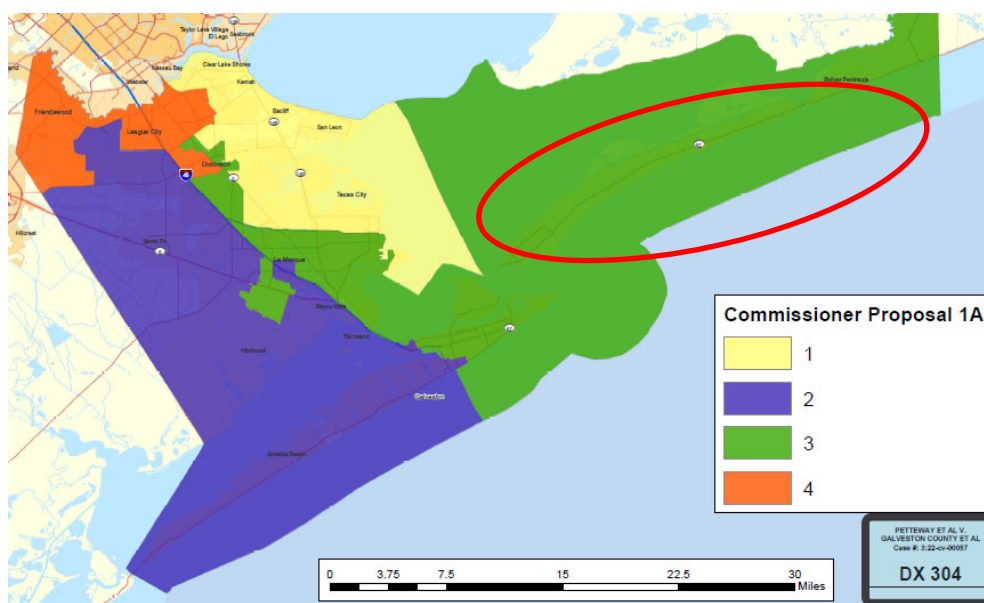 Taylor Lake Village
El Lago
Seabrook
Nassau Bay
Clear Lake Shores
Webster
Kemah
Friendswood
League City
Bacliff
San Leon
Dickinson
Texas City
Bolivar Peninsula
Hillcrest
Santa Fe
La Marque
Bayou Vista
Tiki Island
Hitchcock
Galveston
Jamaica Beach
Commissioner Proposal 1A
1
2
3
4
0 3.75 7.5 15 22.5 30
Miles
PETTEWAY ET AL V.
GALVESTON COUNTY ET AL
Case #: 3:22-cv-00057
DX 304